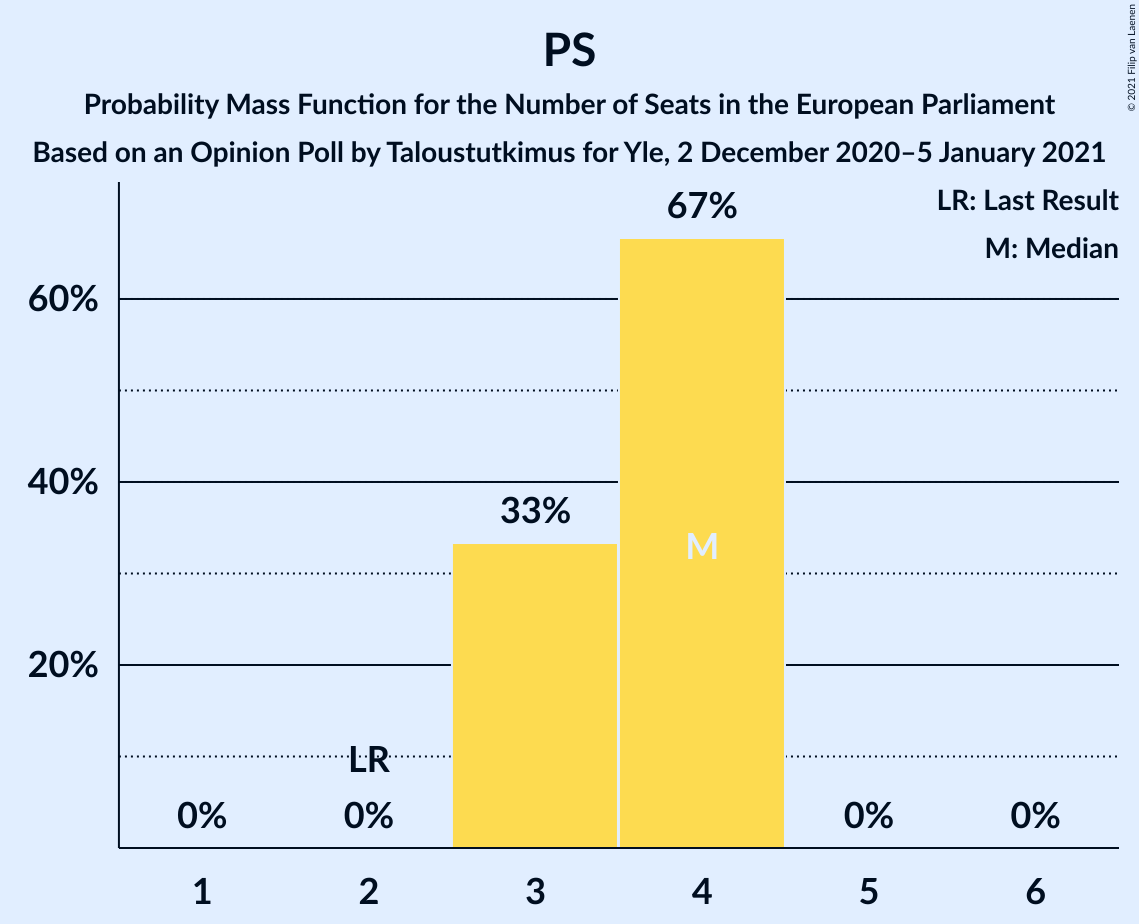 PS
Probability Mass Function for the Number of Seats in the European Parliament
Based on an Opinion Poll by Taloustutkimus for Yle, 2 December 2020–5 January 2021
© 2021 Filip van Laenen
LR: Last Result
M: Median
67%
60%
40%
33%
M
20%
LR
0% 0% 0% 0%
1 2 3 4 5 6